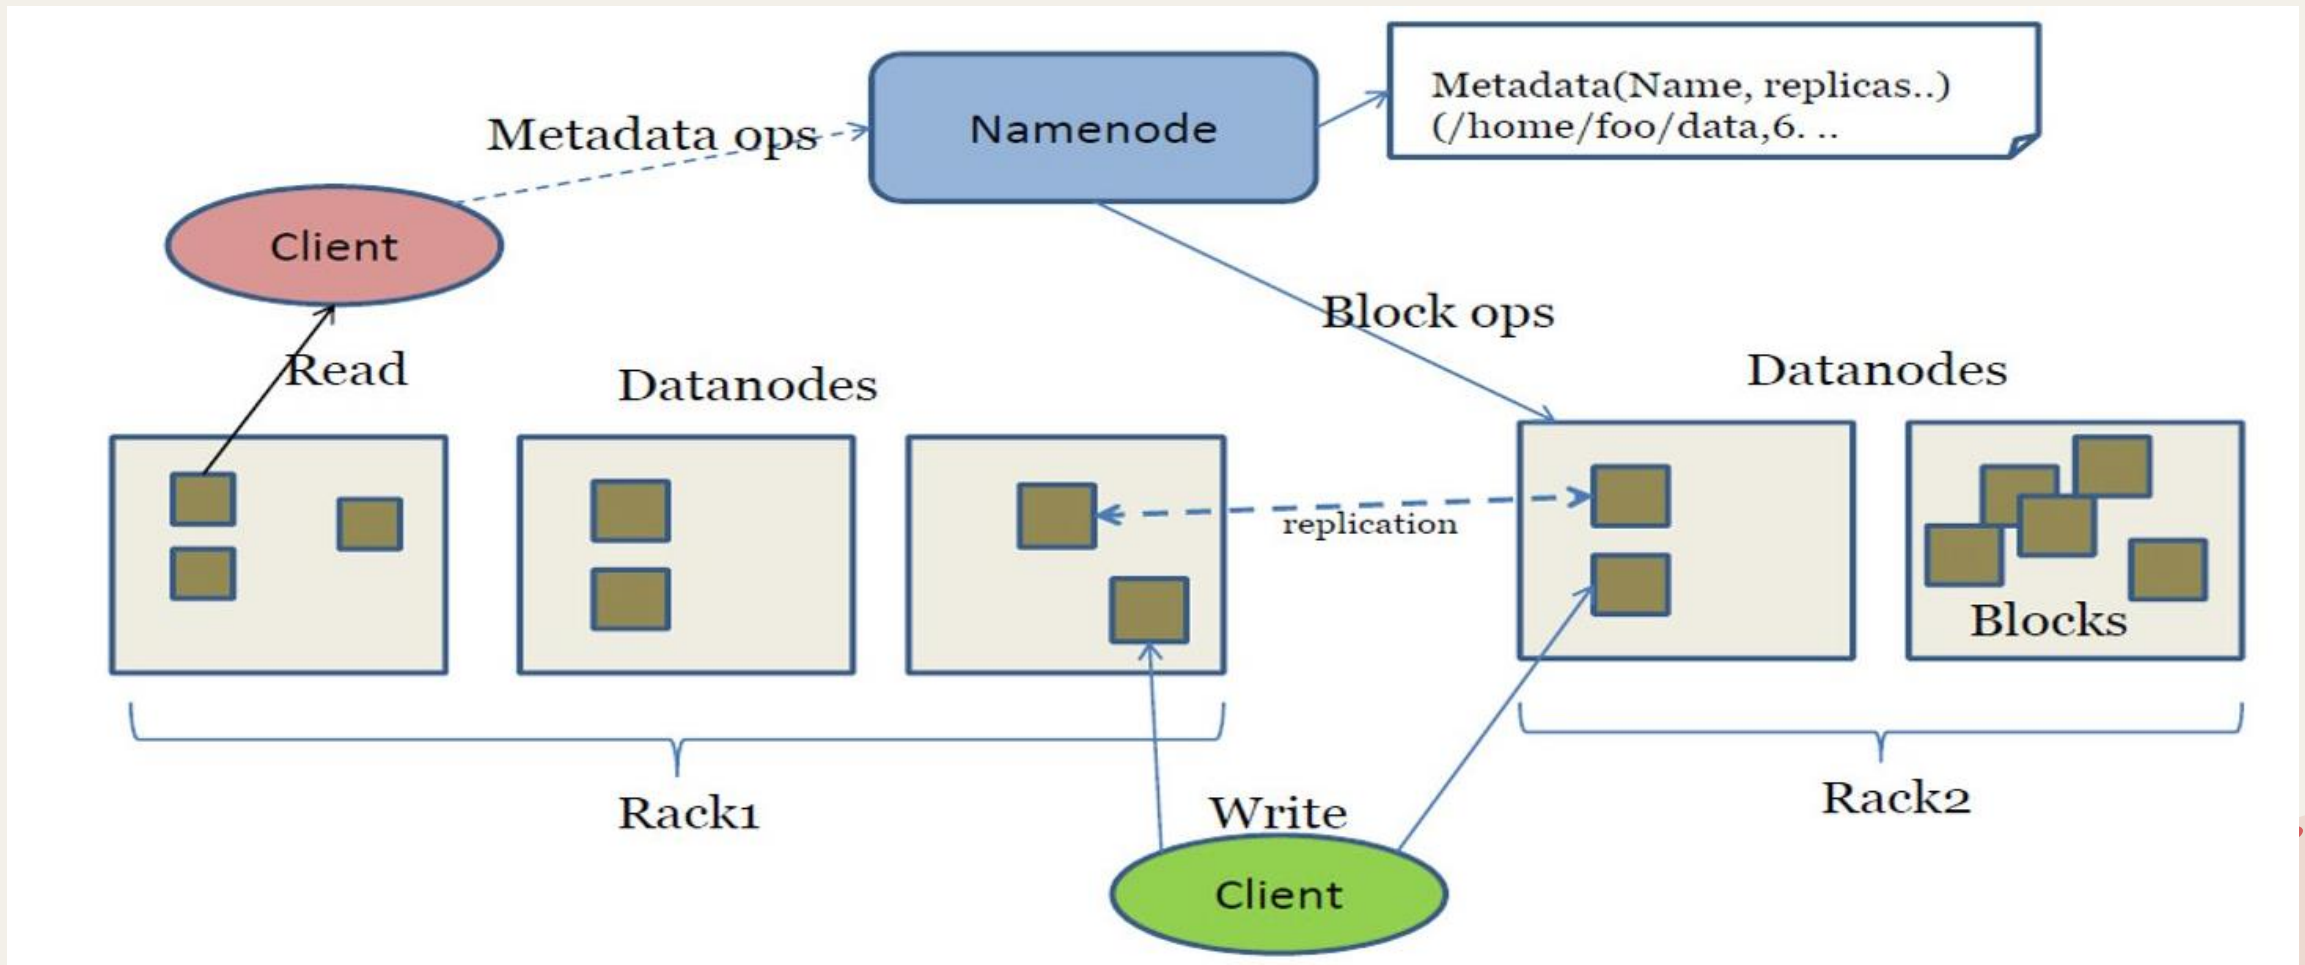 Metadata(Name, replicas..)
(/home/foo/data,6. ..
Namenode
Metadata ops
Client
Block ops
Read
Datanodes
Datanodes
replication
Blocks
Rack1
Rack2
Write
Client